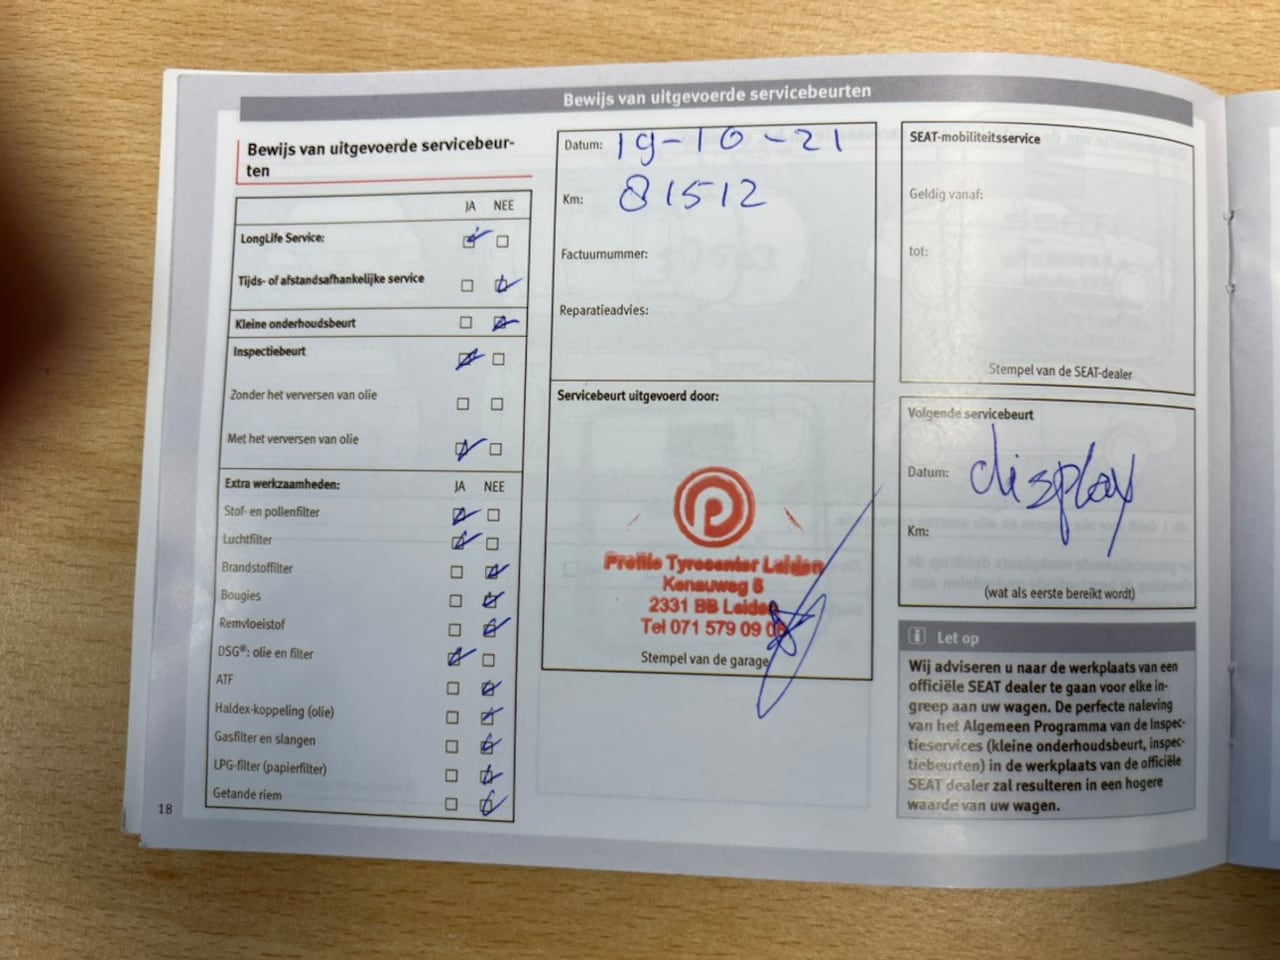 Bewijs van uitgevoerde servicebeurten
Bewijs van uitgevoerde servicebeur-
ten
JA NEE
LongLife Service:
Tijds- of afstandsafhankelijke service
Kleine onderhoudsbeurt
Inspectiebeurt
Zonder het verversen van olie
Met het verversen van olie
Extra werkzaamheden: JA NEE
Stof- en pollenfilter
Luchtfilter
Brandstoffilter
Bougies
Remvloeistof
DSG®: olie en filter
ATF
Haldex-koppeling (olie)
Gasfilter en slangen
LPG-filter (papierfilter)
Getande riem
18
Datum: 19-10-21
Km: 81512
Factuurnummer:
Reparatieadvies:
Servicebeurt uitgevoerd door:
Profile Tyrecenter Leiden
Kenauweg 8
2331 BB Leiden
Tel 071 579 09 0
Stempel van de garage
SEAT-mobiliteitsservice
Geldig vanaf:
tot:
Stempel van de SEAT-dealer
Volgende servicebeurt
Datum: display
Km:
(wat als eerste bereikt wordt)
i Let op
Wij adviseren u naar de werkplaats van een
officiële SEAT dealer te gaan voor elke in-
greep aan uw wagen. De perfecte naleving
van het Algemeen Programma van de Inspec-
tieservices (kleine onderhoudsbeurt, inspec-
tiebeurten) in de werkplaats van de officiële
SEAT dealer zal resulteren in een hogere
waarde van uw wagen.